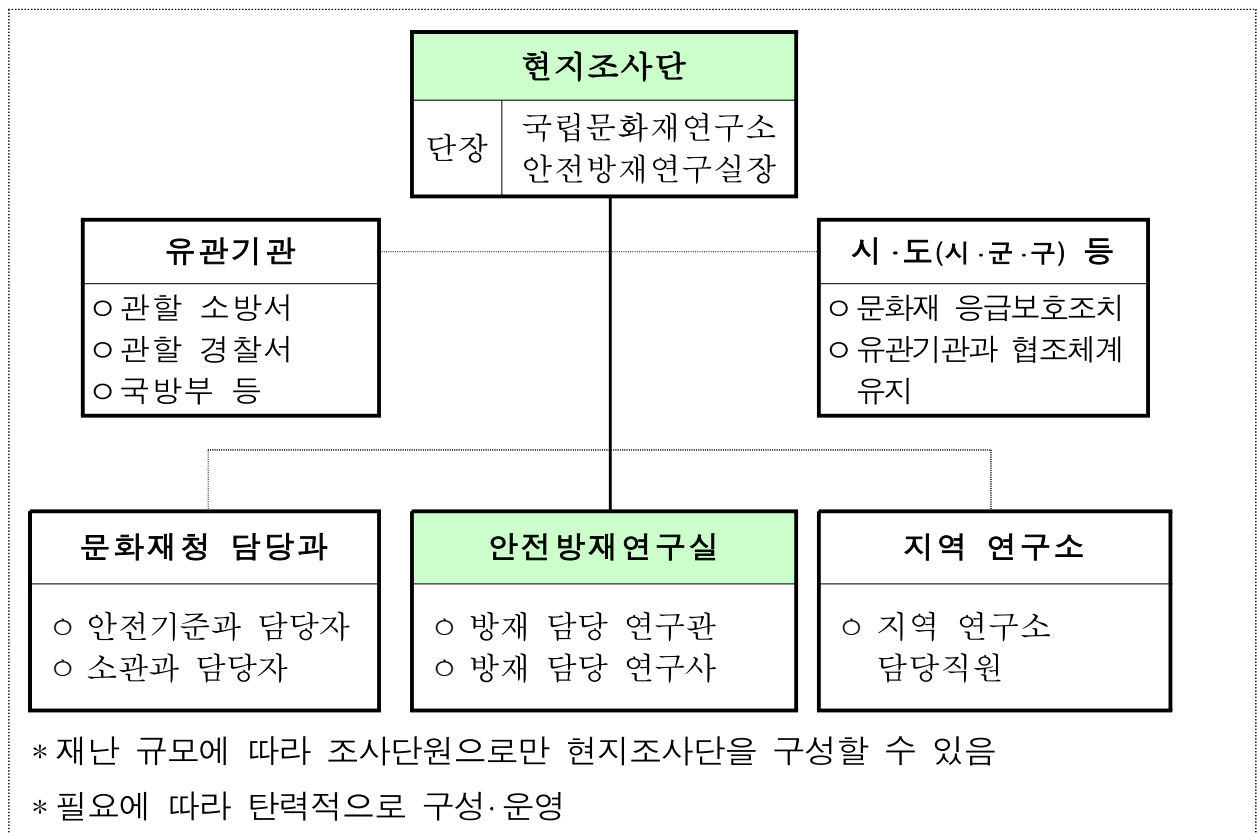 현지조사단
단장
국립문화재연구소
안전방재연구실장
유관기관
ㅇ관할 소방서
ㅇ관할 경찰서
ㅇ국방부 등
시·도(시·군·구) 등
ㅇ문화재 응급보호조치
ㅇ유관기관과 협조체계
유지
문화재청 담당과
ㅇ 안전기준과 담당자
ㅇ 소관과 담당자
안전방재연구실
ㅇ 방재 담당 연구관
ㅇ 방재 담당 연구사
지역 연구소
ㅇ 지역 연구소
담당직원
*재난 규모에 따라 조사단원으로만 현지조사단을 구성할 수 있음
*필요에 따라 탄력적으로 구성·운영